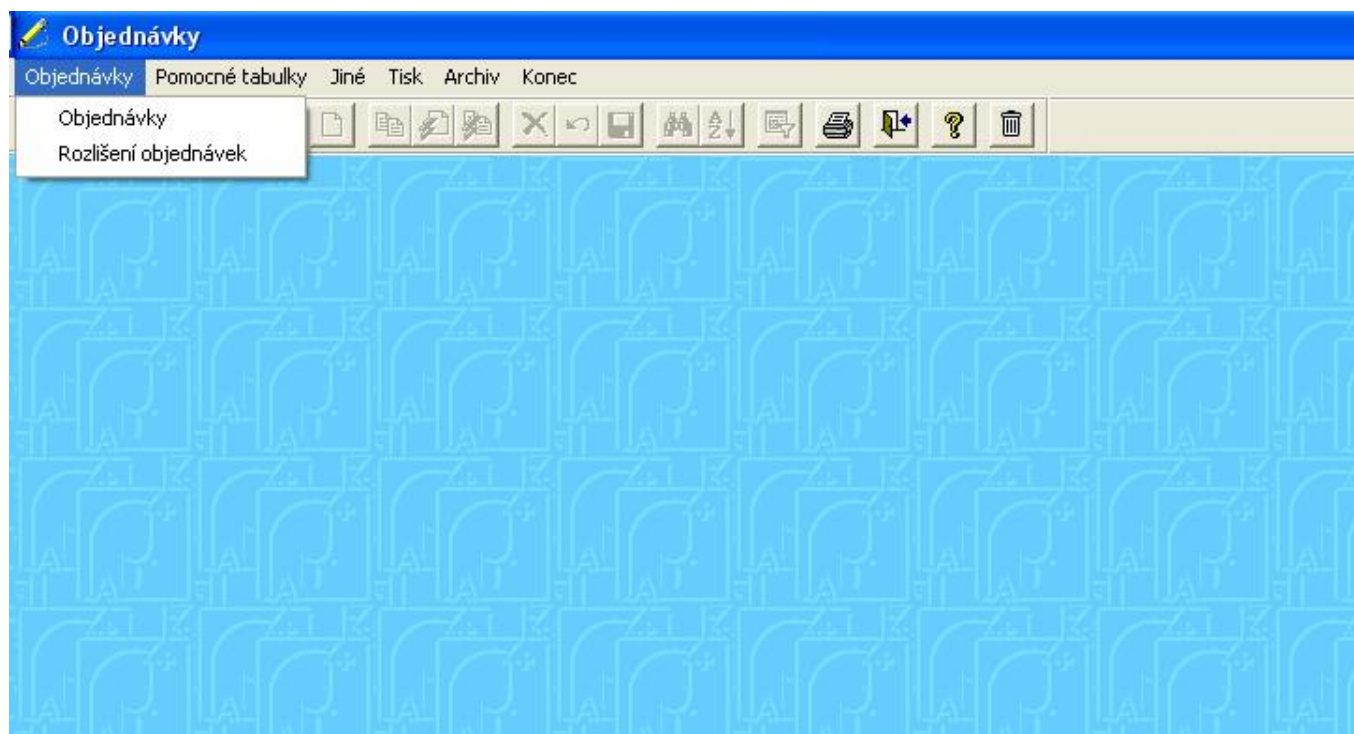 Objednávky
Objednávky Pomocné tabulky Jiné Tisk Archiv Konec
Objednávky
Rozlišení objednávek